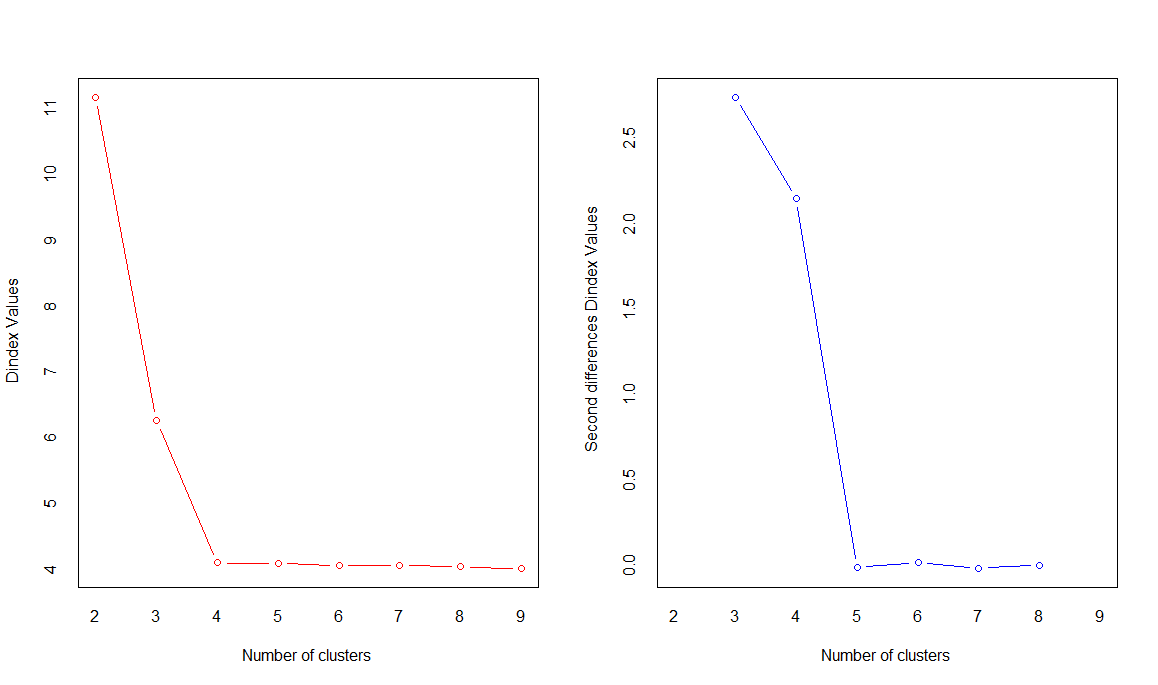 Dindex Values
11
10
9
8
7
6
5
4
2 3 4 5 6 7 8 9
Number of clusters
Second differences Dindex Values
2.5
2.0
1.5
1.0
0.5
0.0
2 3 4 5 6 7 8 9
Number of clusters